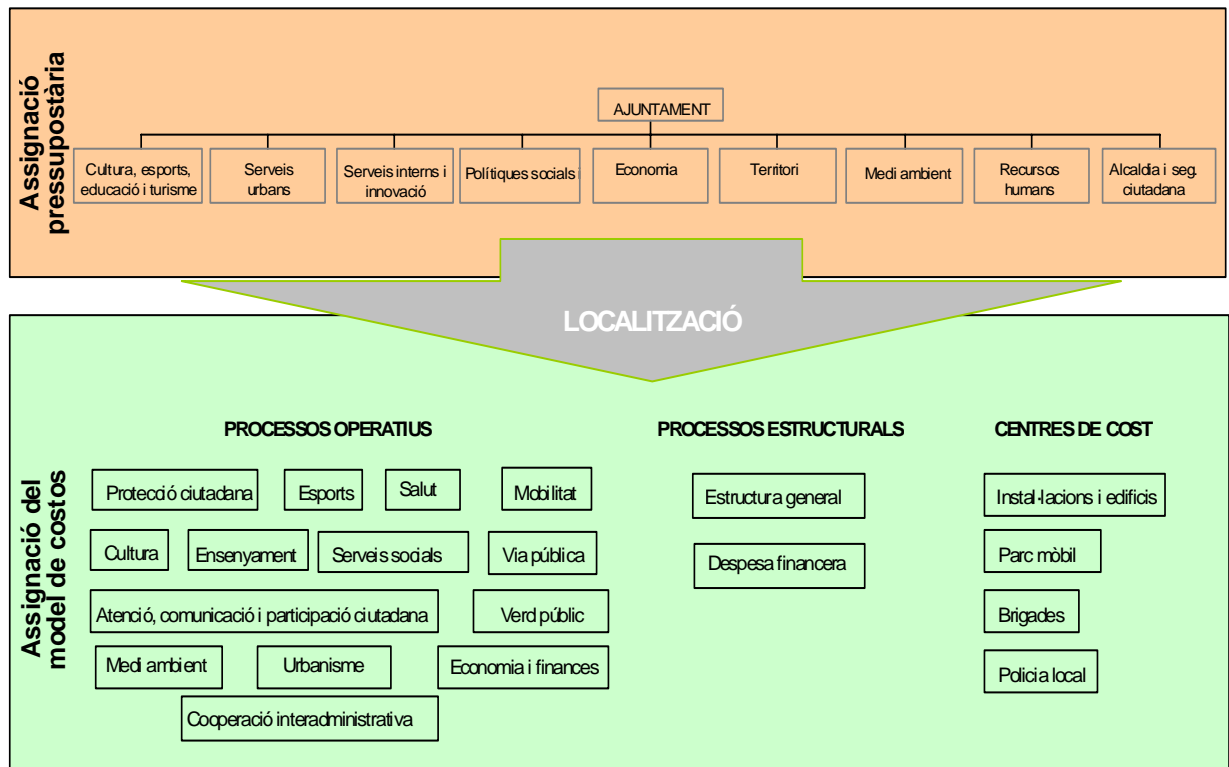 Assignació
pressupostària
AJUNTAMENT
Cultura, esports,
educació i turisme
Serveis
urbans
Serveis interns i
innovació
Polítiques socials i
Economia
Territori
Medi ambient
Recursos
humans
Alcaldia i seg.
ciutadana
LOCALITZACIÓ
Assignació del
model de costos
PROCESSOS OPERATIUS
Protecció ciutadana
Esports
Salut
Mobilitat
Cultura
Ensenyament
Serveis socials
Via pública
Atenció, comunicació i participació ciutadana
Verd públic
Medi ambient
Urbanisme
Economia i finances
Cooperació interadministrativa
PROCESSOS ESTRUCTURALS
Estructura general
Despesa financera
CENTRES DE COST
Instal·lacions i edificis
Parc mòbil
Brigades
Policia local